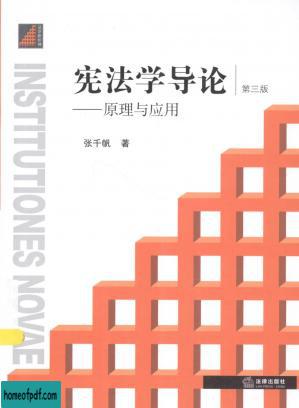 INSTITUTIONES NOVAE
宪法学导论
第三版
——原理与应用
张千帆 著
法律出版社
homeofpdf.com